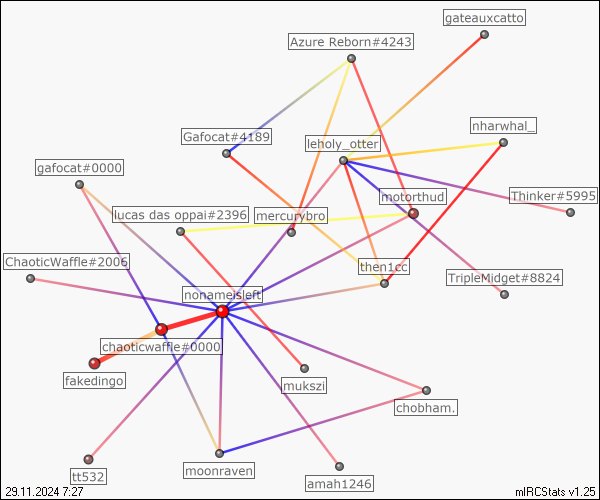 gateauxcatto
Azure Reborn#4243
nharwhal_
Gafocat#4189
leholy_otter
gafocat#0000
motorthud
Thinker#5995
lucas das oppai#2396
mercurybro
ChaoticWaffle#2006
then1cc
TripleMidget#8824
nonameisleft
chaoticwaffle#0000
fakedingo
mukszi
chobham.
tt532
moonraven
amah1246
29.11.2024 7:27
mIRCStats v1.25